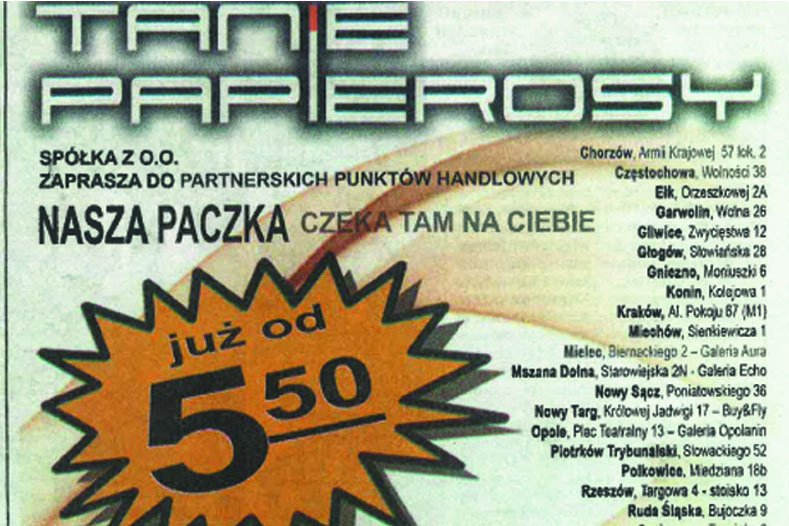 TANIE
PAPIEROSY
SPÓŁKA Z O.O.
ZAPRASZA DO PARTNERSKICH PUNKTÓW HANDLOWYCH
NASZA PACZKA CZEKA TAM NA CIEBIE
już od
5 50
Chorzów, Armii Krajowej 57 lok. 2
Częstochowa, Wolności 38
Ełk, Orzeszkowej 2A
Garwolin, Wolna 26
Gliwice, Zwycięstwa 12
Głogów, Słowiańska 28
Gniezno, Moniuszki 6
Konin, Kolejowa 1
Kraków, Al. Pokoju 67 (M1)
Miechów, Sienkiewicza 1
Mielec, Biernackiego 2 – Galeria Aura
Mszana Dolna, Starowiejska 2N - Galeria Echo
Nowy Sącz, Poniatowskiego 36
Nowy Targ, Królowej Jadwigi 17 – Buy&Fly
Opole, Plac Teatralny 13 – Galeria Opolanin
Piotrków Trybunalski, Słowackiego 52
Polkowice, Miedziana 18b
Rzeszów, Targowa 4 - stoisko 13
Ruda Śląska, Bujoczka 9